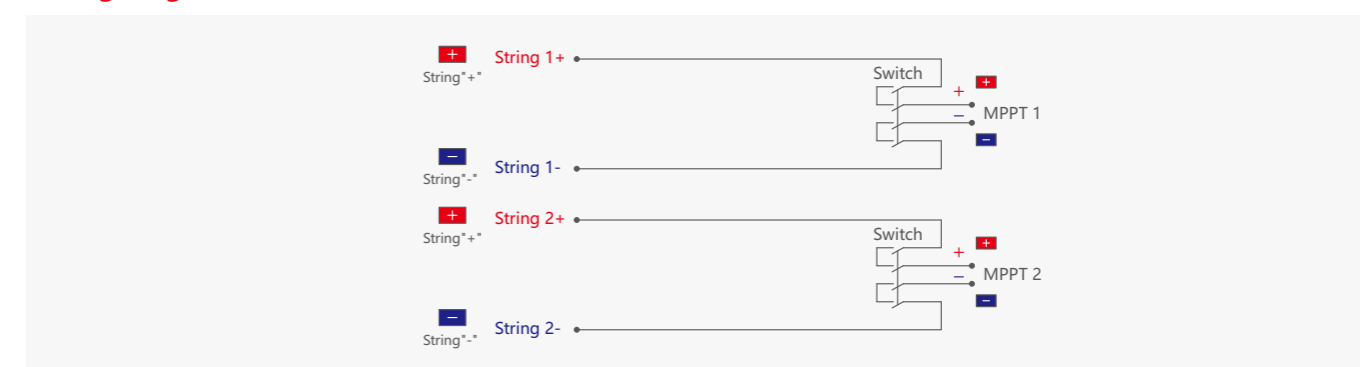 + String 1+
String"+"
Switch
+ +
MPPT 1
−
−
− String 1-
String"-"
+ String 2+
String"+"
Switch
+ +
MPPT 2
−
−
− String 2-
String"-"